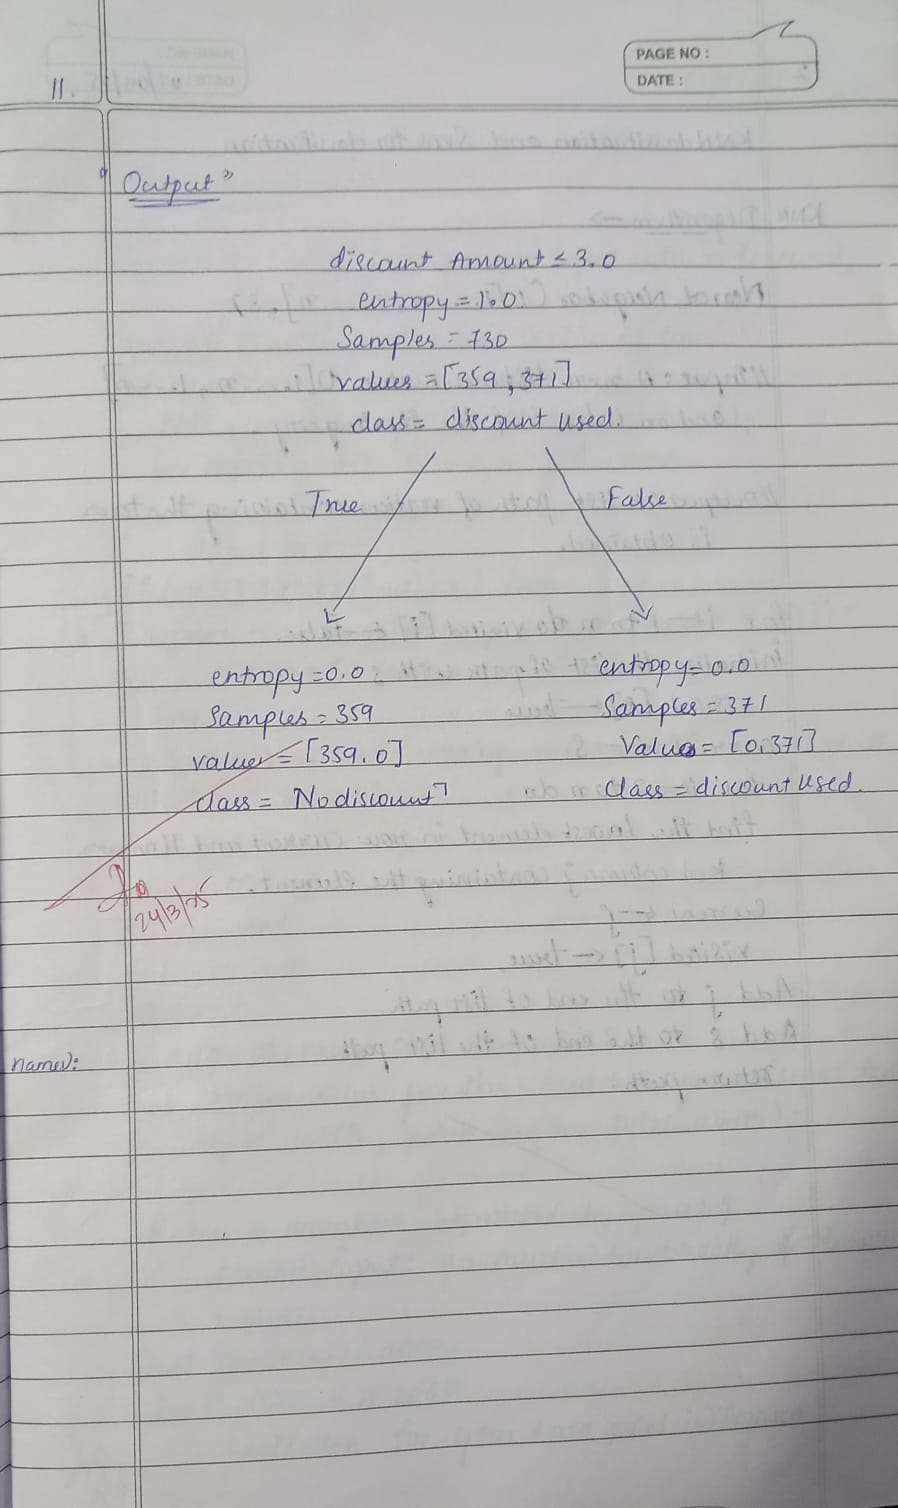 PAGE NO :
DATE :
11.
"Output"
discount Amount ≤ 3.0
entropy = 1.0
Samples = 730
values = [359, 371]
class = discount used.
True
False
entropy = 0.0
Samples = 359
values = [359, 0]
class = No discount
entropy = 0.0
Samples = 371
Values = [0, 371]
Class = discount used.
24/3/25